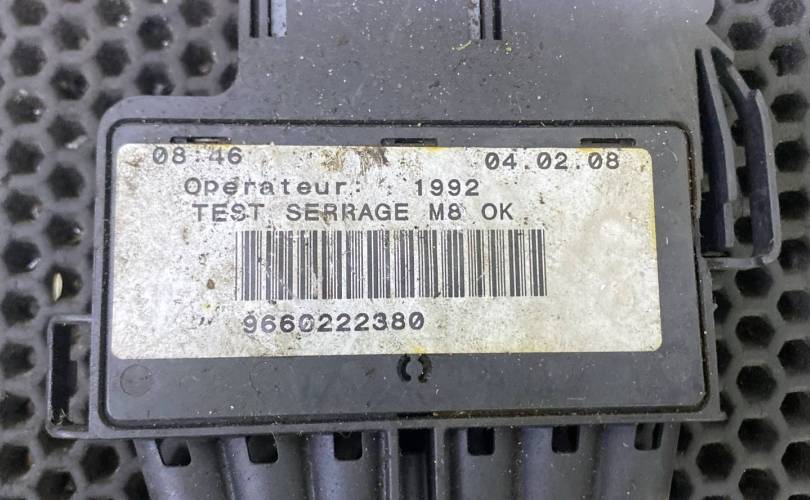 08:46 04.02.08
Operateur: : 1992
TEST SERRAGE M8 OK
9660222380